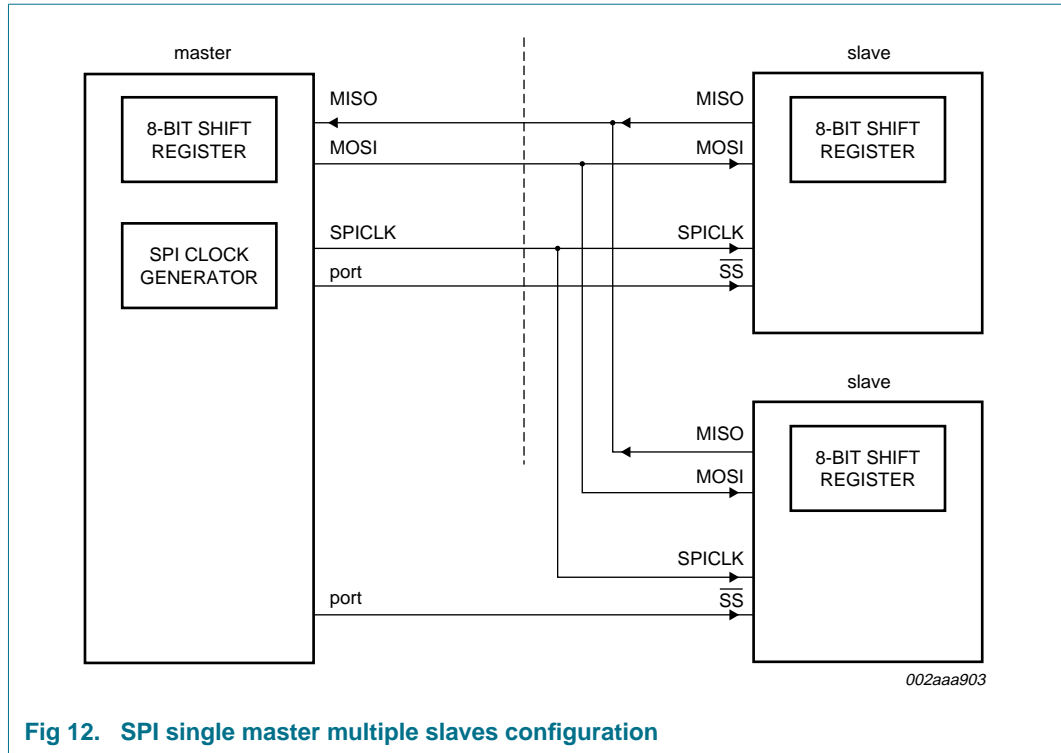 master
slave
8-BIT SHIFT
REGISTER
MISO
MISO
8-BIT SHIFT
REGISTER
MOSI
MOSI
SPI CLOCK
GENERATOR
SPICLK
SPICLK
port
SS
slave
MISO
8-BIT SHIFT
REGISTER
MOSI
SPICLK
port
SS
002aaa903
Fig 12. SPI single master multiple slaves configuration